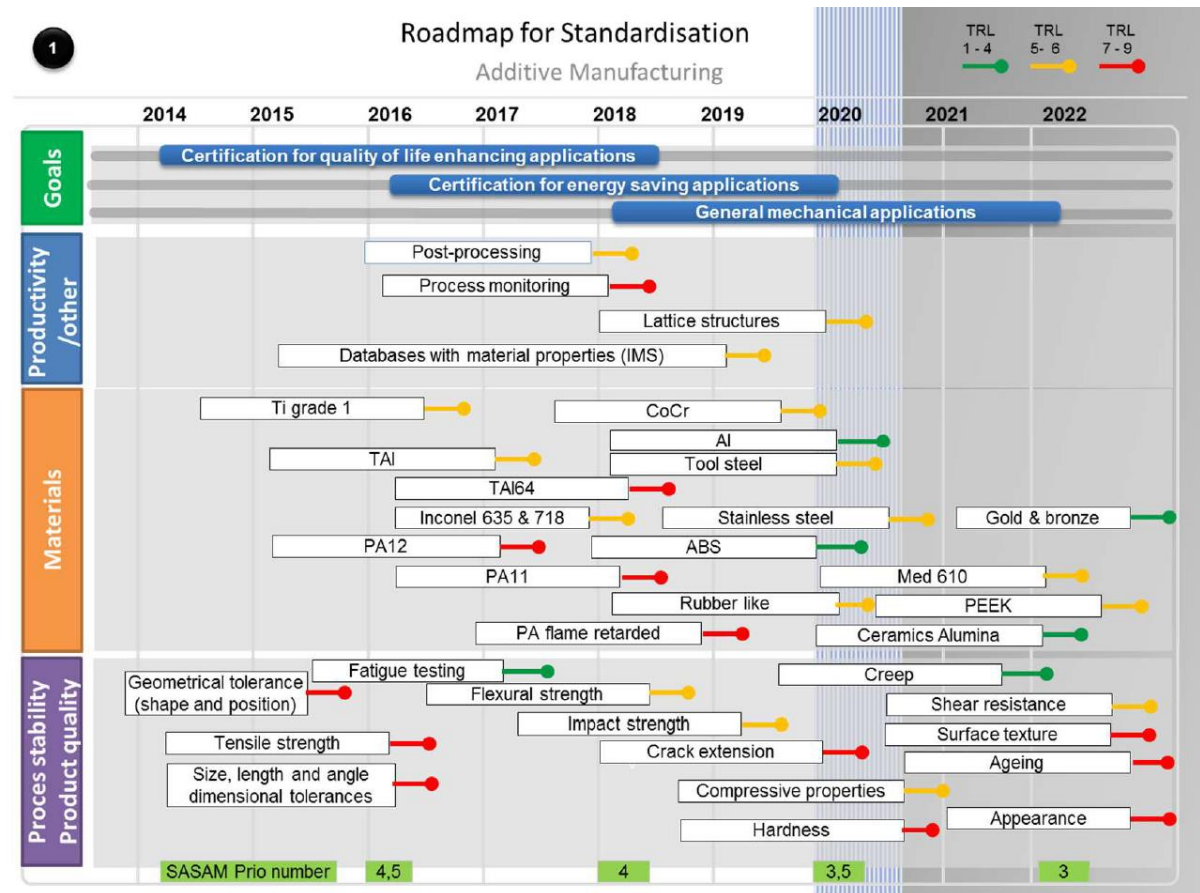 1
Roadmap for Standardisation
Additive Manufacturing
TRL
1 - 4
TRL
5- 6
TRL
7 - 9
2014 2015 2016 2017 2018 2019 2020 2021 2022
Goals
Certification for quality of life enhancing applications
Certification for energy saving applications
General mechanical applications
Productivity
/other
Post-processing
Process monitoring
Lattice structures
Databases with material properties (IMS)
Materials
Ti grade 1
CoCr
Al
TAl
Tool steel
TAl64
Inconel 635 & 718
Stainless steel
Gold & bronze
PA12
ABS
PA11
Med 610
Rubber like
PEEK
PA flame retarded
Ceramics Alumina
Proces stability
Product quality
Geometrical tolerance
(shape and position)
Fatigue testing
Creep
Flexural strength
Shear resistance
Impact strength
Tensile strength
Crack extension
Surface texture
Ageing
Size, length and angle
dimensional tolerances
Compressive properties
Hardness
Appearance
SASAM Prio number 4,5 4 3,5 3